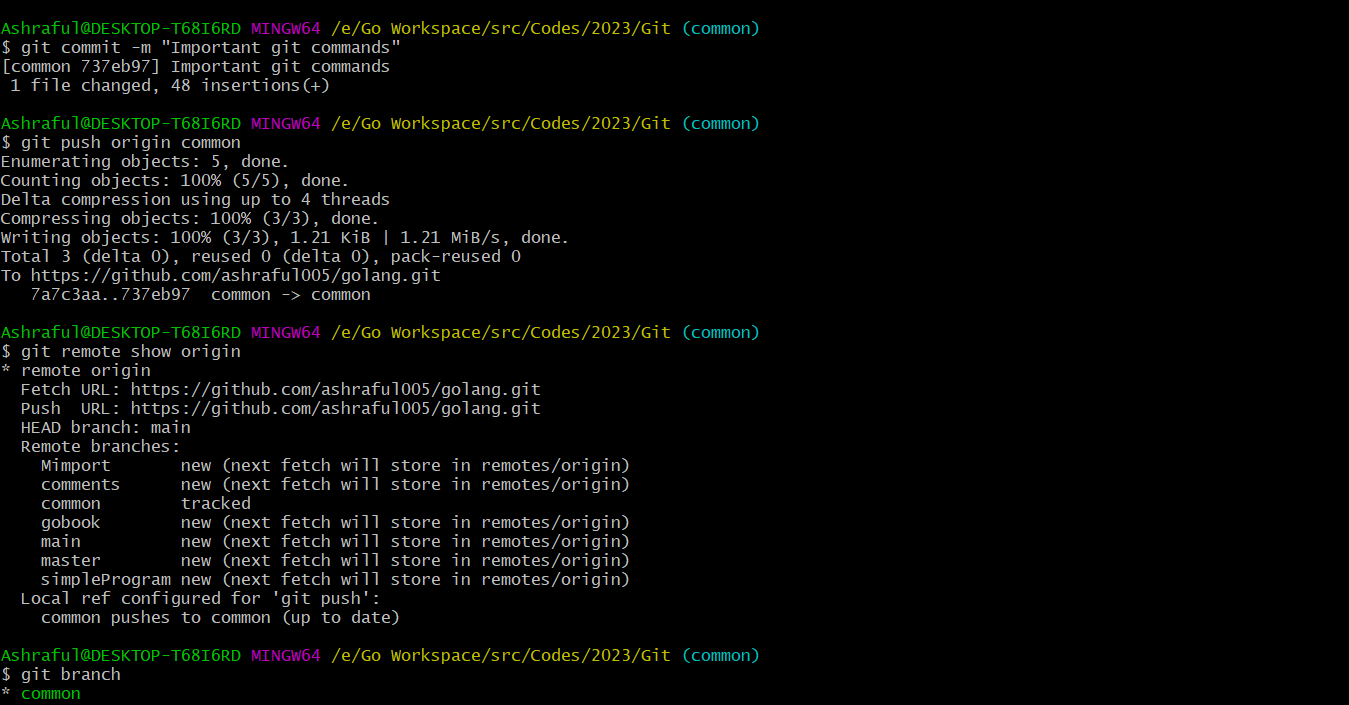 Ashraful@DESKTOP-T68I6RD MINGW64 /e/Go Workspace/src/Codes/2023/Git (common)
$ git commit -m "Important git commands"
[common 737eb97] Important git commands
 1 file changed, 48 insertions(+)

Ashraful@DESKTOP-T68I6RD MINGW64 /e/Go Workspace/src/Codes/2023/Git (common)
$ git push origin common
Enumerating objects: 5, done.
Counting objects: 100% (5/5), done.
Delta compression using up to 4 threads
Compressing objects: 100% (3/3), done.
Writing objects: 100% (3/3), 1.21 KiB | 1.21 MiB/s, done.
Total 3 (delta 0), reused 0 (delta 0), pack-reused 0
To https://github.com/ashraful005/golang.git
   7a7c3aa..737eb97  common -> common

Ashraful@DESKTOP-T68I6RD MINGW64 /e/Go Workspace/src/Codes/2023/Git (common)
$ git remote show origin
* remote origin
  Fetch URL: https://github.com/ashraful005/golang.git
  Push  URL: https://github.com/ashraful005/golang.git
  HEAD branch: main
  Remote branches:
    Mimport       new (next fetch will store in remotes/origin)
    comments      new (next fetch will store in remotes/origin)
    common        tracked
    gobook        new (next fetch will store in remotes/origin)
    main          new (next fetch will store in remotes/origin)
    master        new (next fetch will store in remotes/origin)
    simpleProgram new (next fetch will store in remotes/origin)
  Local ref configured for 'git push':
    common pushes to common (up to date)

Ashraful@DESKTOP-T68I6RD MINGW64 /e/Go Workspace/src/Codes/2023/Git (common)
$ git branch
* common